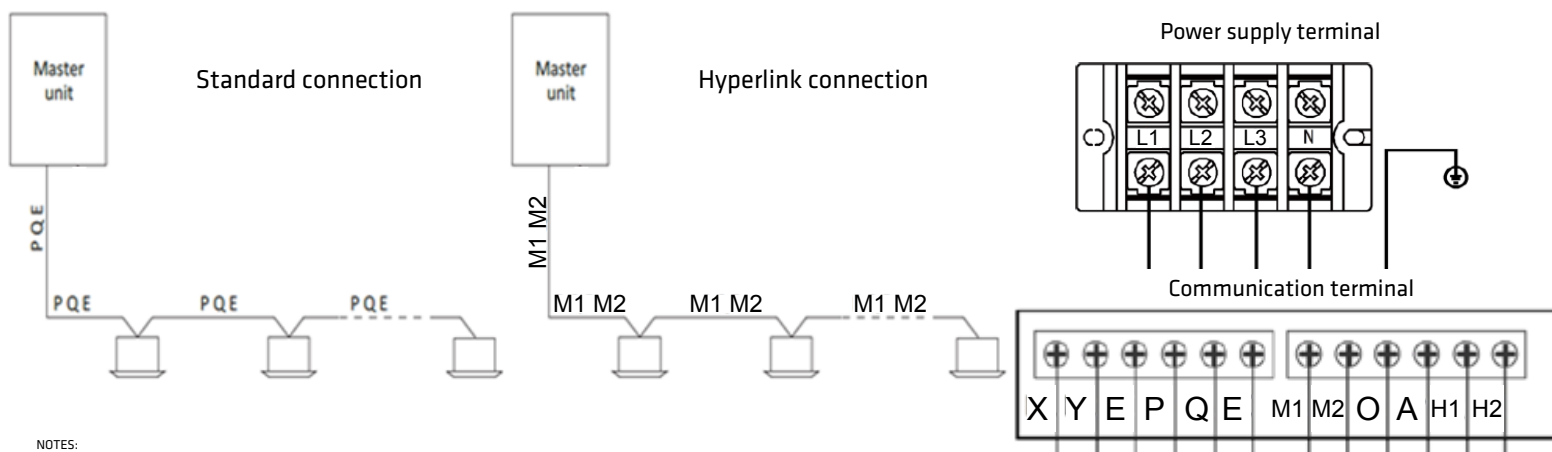 Master
unit
Standard connection
PQE
PQE
PQE
PQE
NOTES:
Master
unit
Hyperlink connection
M1 M2
M1 M2
M1 M2
M1 M2
Power supply terminal
L1 L2 L3 N
Communication terminal
X Y E P Q E M1 M2 O A H1 H2